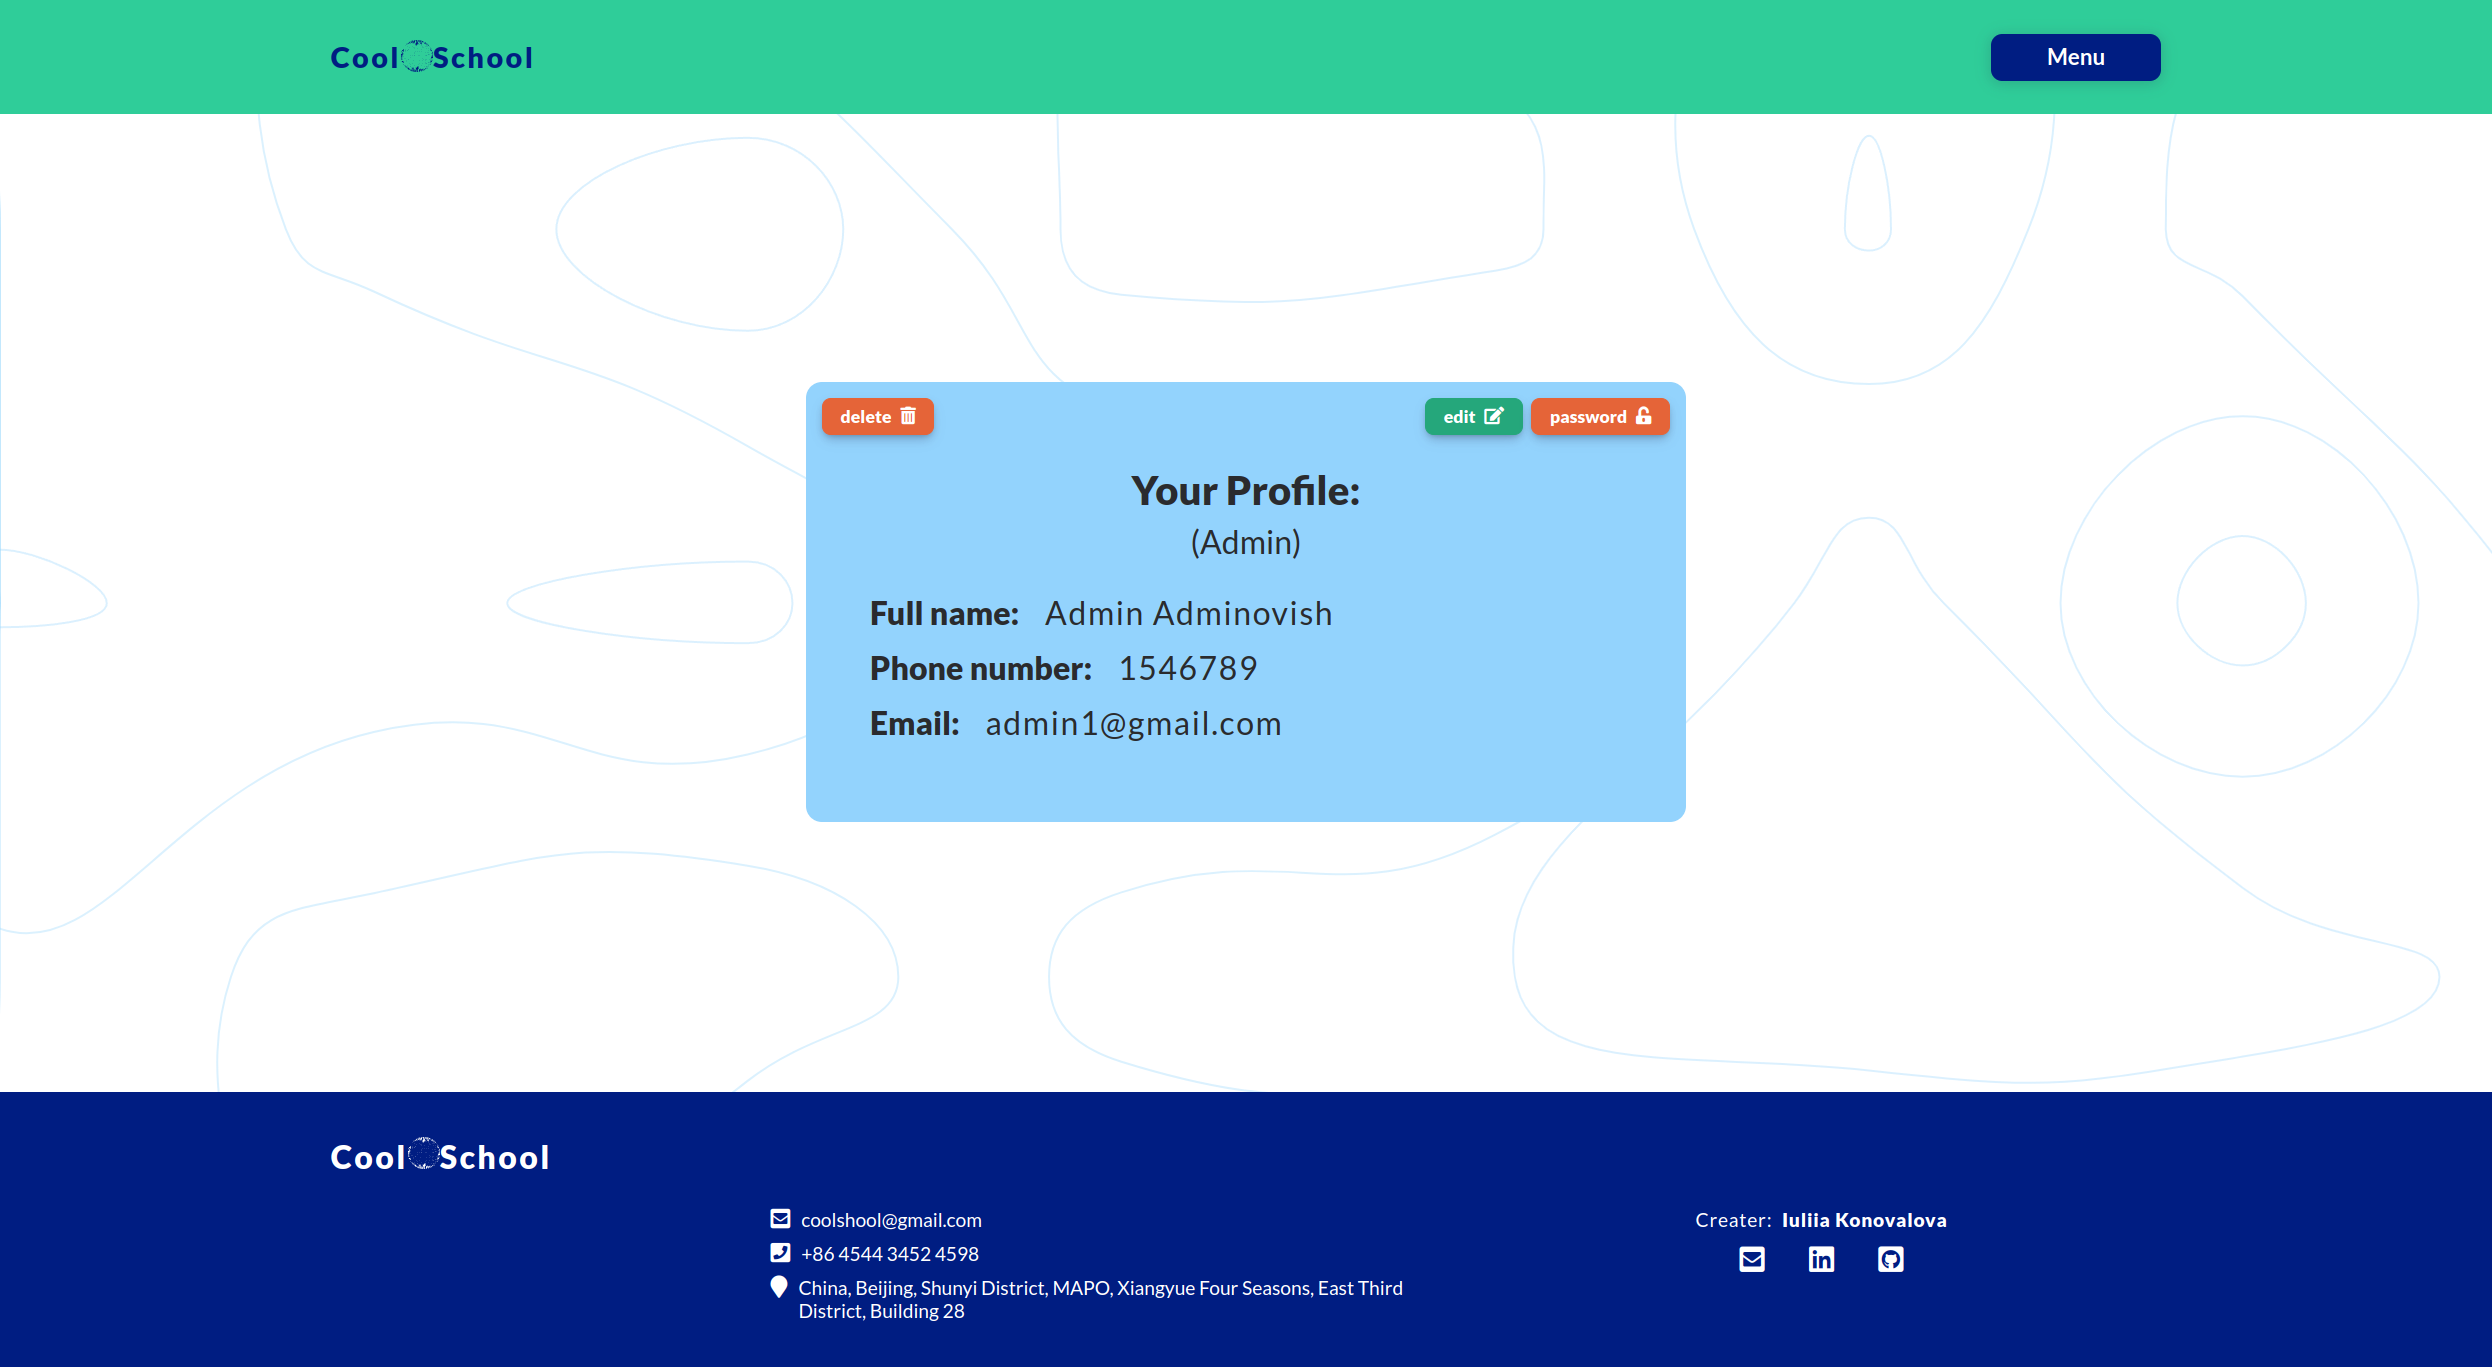 Cool School
Menu
delete
edit
password
Your Profile:
(Admin)
Full name: Admin Adminovish
Phone number: 1546789
Email: admin1@gmail.com
Cool School
coolshool@gmail.com
+86 4544 3452 4598
China, Beijing, Shunyi District, MAPO, Xiangyue Four Seasons, East Third
District, Building 28
Creater: Iuliia Konovalova